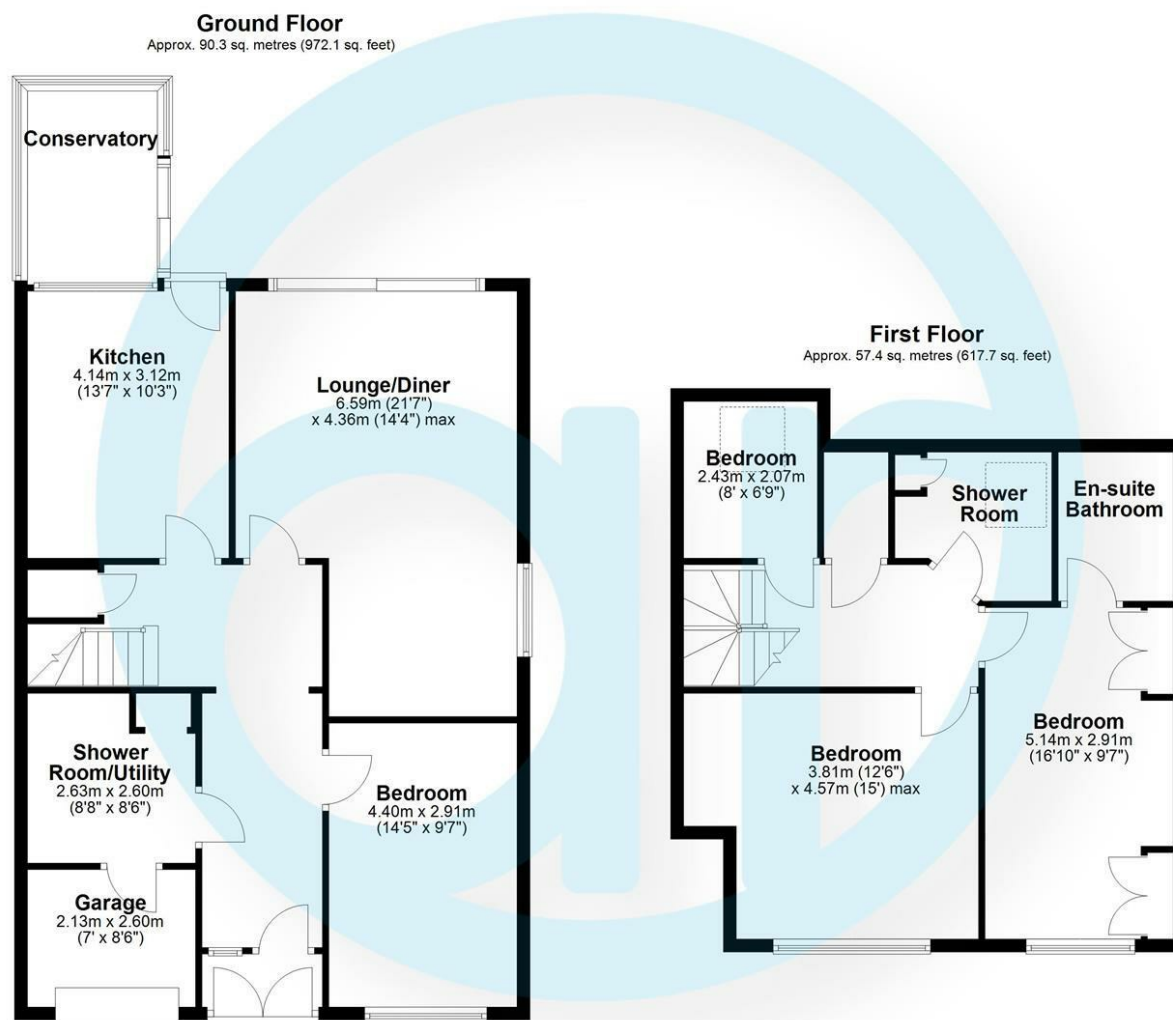 Ground Floor
Approx. 90.3 sq. metres (972.1 sq. feet)
Conservatory
Kitchen
4.14m x 3.12m
(13'7" x 10'3")
Lounge/Diner
6.59m (21'7")
x 4.36m (14'4") max
Shower
Room/Utility
2.63m x 2.60m
(8'8" x 8'6")
Bedroom
4.40m x 2.91m
(14'5" x 9'7")
Garage
2.13m x 2.60m
(7' x 8'6")
First Floor
Approx. 57.4 sq. metres (617.7 sq. feet)
Bedroom
2.43m x 2.07m
(8' x 6'9")
Shower
Room
En-suite
Bathroom
Bedroom
3.81m (12'6")
x 4.57m (15') max
Bedroom
5.14m x 2.91m
(16'10" x 9'7")